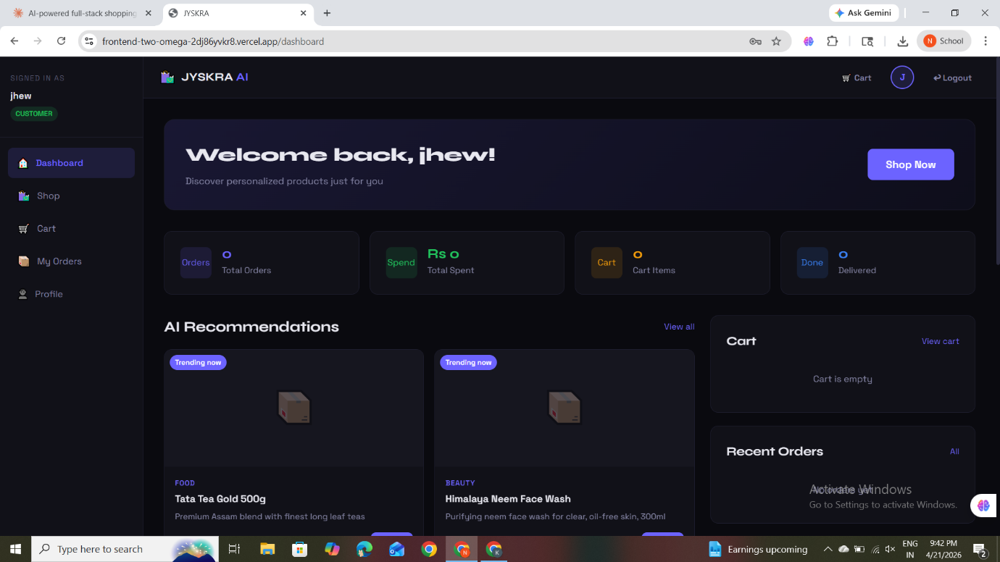 AI-powered full-stack shopping
JYSKRA
Ask Gemini
frontend-two-omega-2dj86yvkr8.vercel.app/dashboard
N School
SIGNED IN AS
jhew
CUSTOMER
Dashboard
Shop
Cart
My Orders
Profile
JYSKRA AI
Cart
J
Logout
Welcome back, jhew!
Discover personalized products just for you
Shop Now
Orders
0
Total Orders
Spend
Rs 0
Total Spent
Cart
0
Cart Items
Done
0
Delivered
AI Recommendations
View all
Trending now
FOOD
Tata Tea Gold 500g
Premium Assam blend with finest long leaf teas
Trending now
BEAUTY
Himalaya Neem Face Wash
Purifying neem face wash for clear, oil-free skin, 300ml
Cart
View cart
Cart is empty
Recent Orders
All
Activate Windows
Go to Settings to activate Windows.
Type here to search
N
K
Earnings upcoming
ENG
IN
9:42 PM
4/21/2026
2